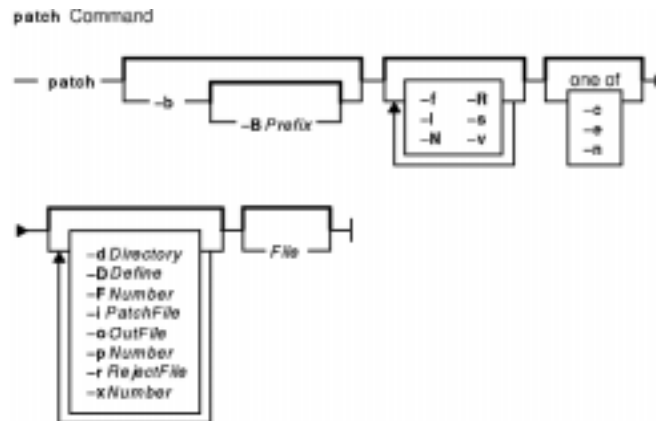 patch Command
patch
-b
-B Prefix
-f -R
-l -s
-N -v
one of
-c
-e
-n
-d Directory
-D Define
-F Number
-i PatchFile
-o OutFile
-p Number
-r RejectFile
-x Number
File